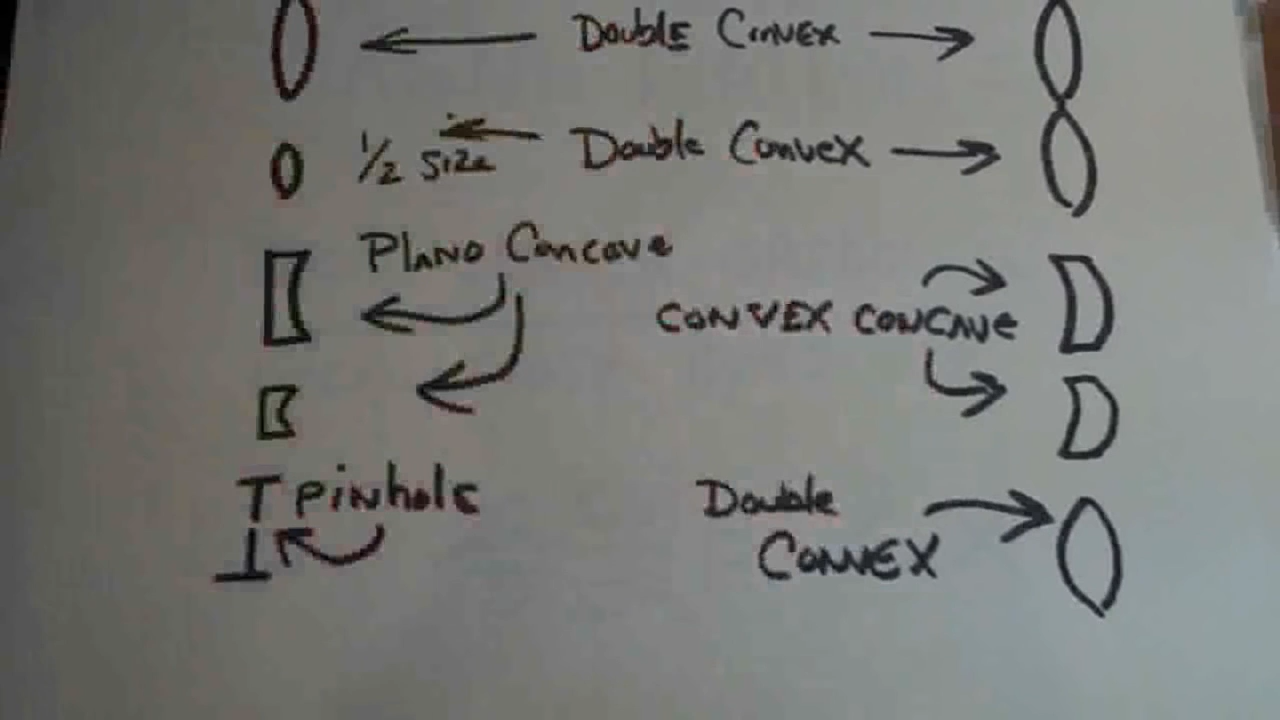 Double Convex
1/2 Size Double Convex
Plano Concave
CONVEX CONCAVE
T pinhole
Double
CONVEX